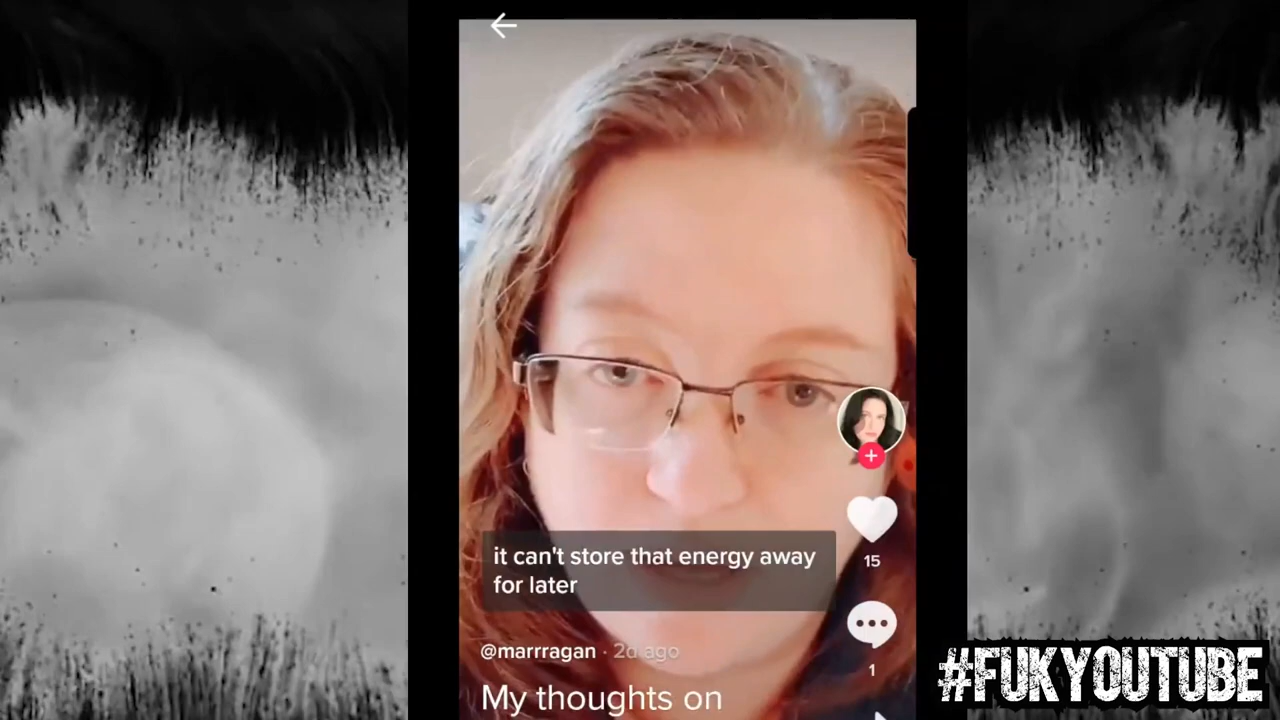 it can't store that energy away
for later
15
@marrragan · 2d ago
1
My thoughts on
#FUKYOUTUBE